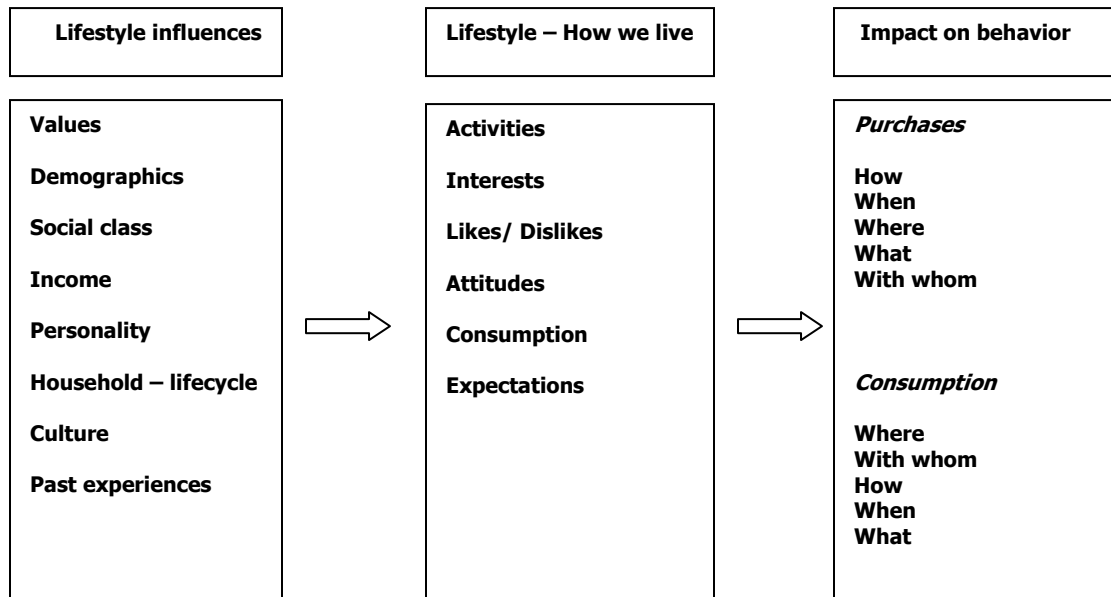 Lifestyle influences
Lifestyle – How we live
Impact on behavior
Values
Demographics
Social class
Income
Personality
Household – lifecycle
Culture
Past experiences
Activities
Interests
Likes/ Dislikes
Attitudes
Consumption
Expectations
Purchases
How
When
Where
What
With whom
Consumption
Where
With whom
How
When
What